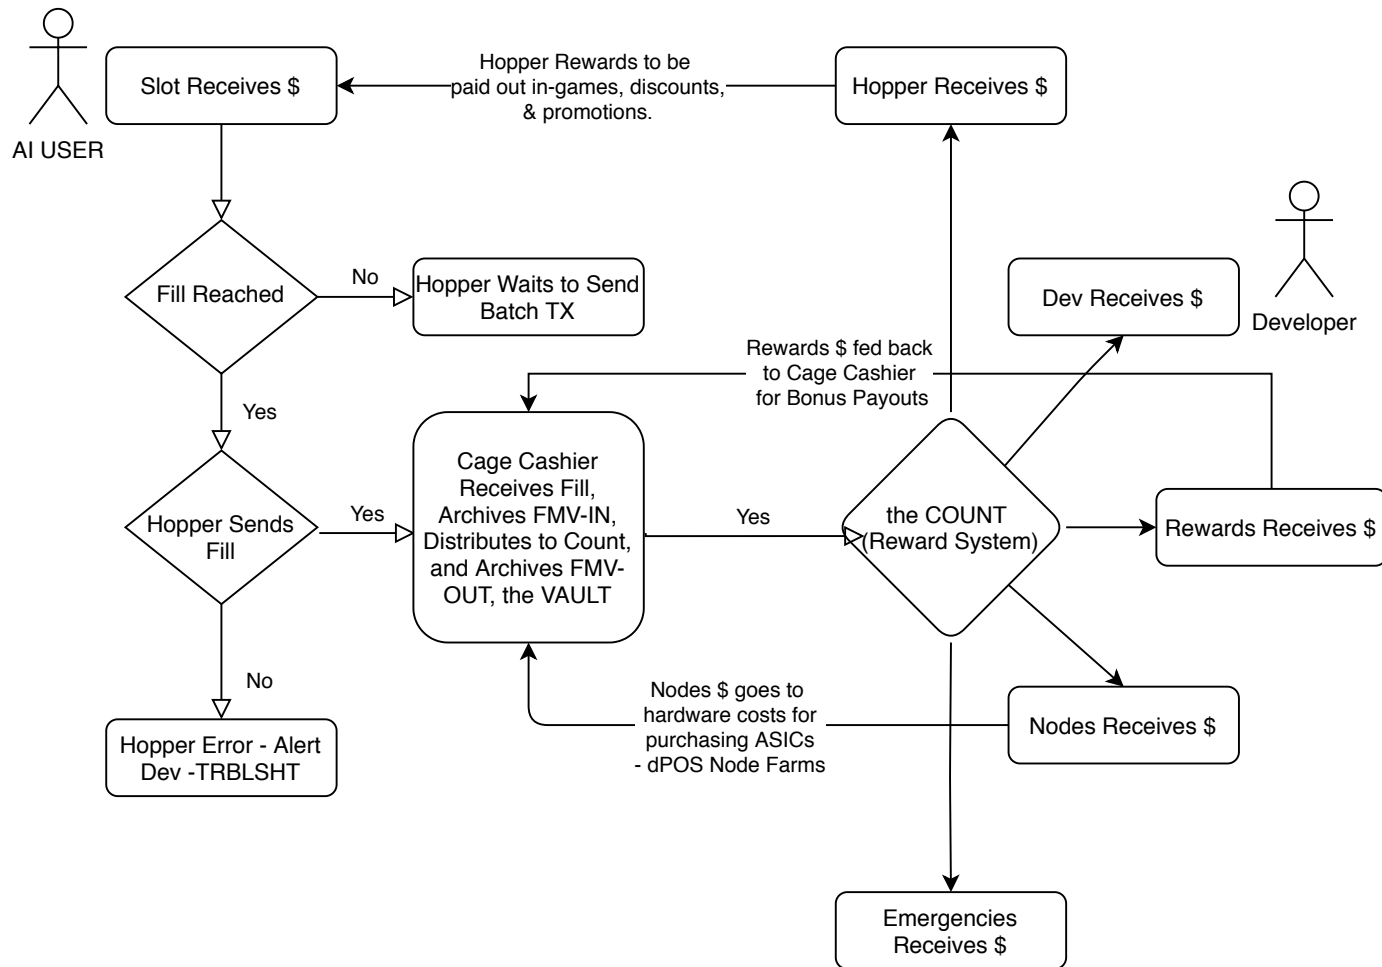 AI USER
Slot Receives $
Hopper Rewards to be
paid out in-games, discounts,
& promotions.
Hopper Receives $
Developer
Fill Reached
No
Hopper Waits to Send
Batch TX
Dev Receives $
Rewards $ fed back
to Cage Cashier
for Bonus Payouts
Yes
Hopper Sends
Fill
Yes
Cage Cashier
Receives Fill,
Archives FMV-IN,
Distributes to Count,
and Archives FMV-
OUT, the VAULT
Yes
the COUNT
(Reward System)
Rewards Receives $
No
Hopper Error - Alert
Dev -TRBLSHT
Nodes $ goes to
hardware costs for
purchasing ASICs
- dPOS Node Farms
Nodes Receives $
Emergencies
Receives $